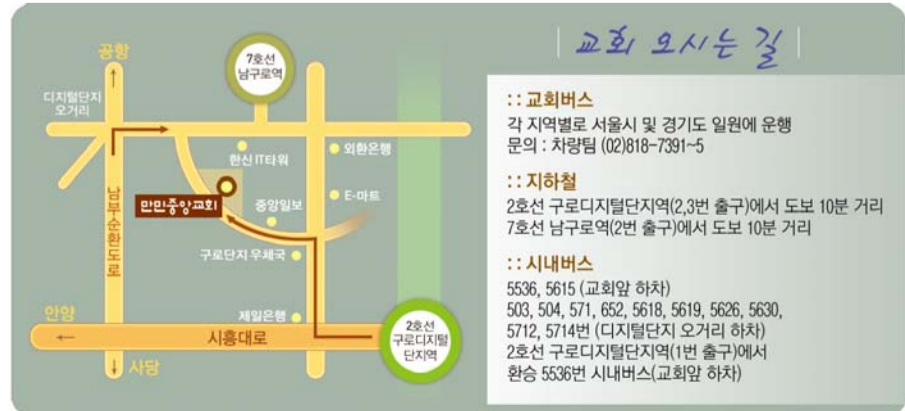 공항
디지털단지
오거리
7호선
남구로역
한신 IT타워
외환은행
만민중앙교회
중앙일보
E-마트
남부순환도로
구로단지 우체국
제일은행
안양
시흥대로
2호선
구로디지털
단지역
사당
교회 오시는 길
::교회버스
각 지역별로 서울시 및 경기도 일원에 운행
문의 : 차량팀 (02)818-7391~5
::지하철
2호선 구로디지털단지역(2,3번 출구)에서 도보 10분 거리
7호선 남구로역(2번 출구)에서 도보 10분 거리
::시내버스
5536, 5615 (교회앞 하차)
503, 504, 571, 652, 5618, 5619, 5626, 5630,
5712, 5714번 (디지털단지 오거리 하차)
2호선 구로디지털단지역(1번 출구)에서
환승 5536번 시내버스(교회앞 하차)